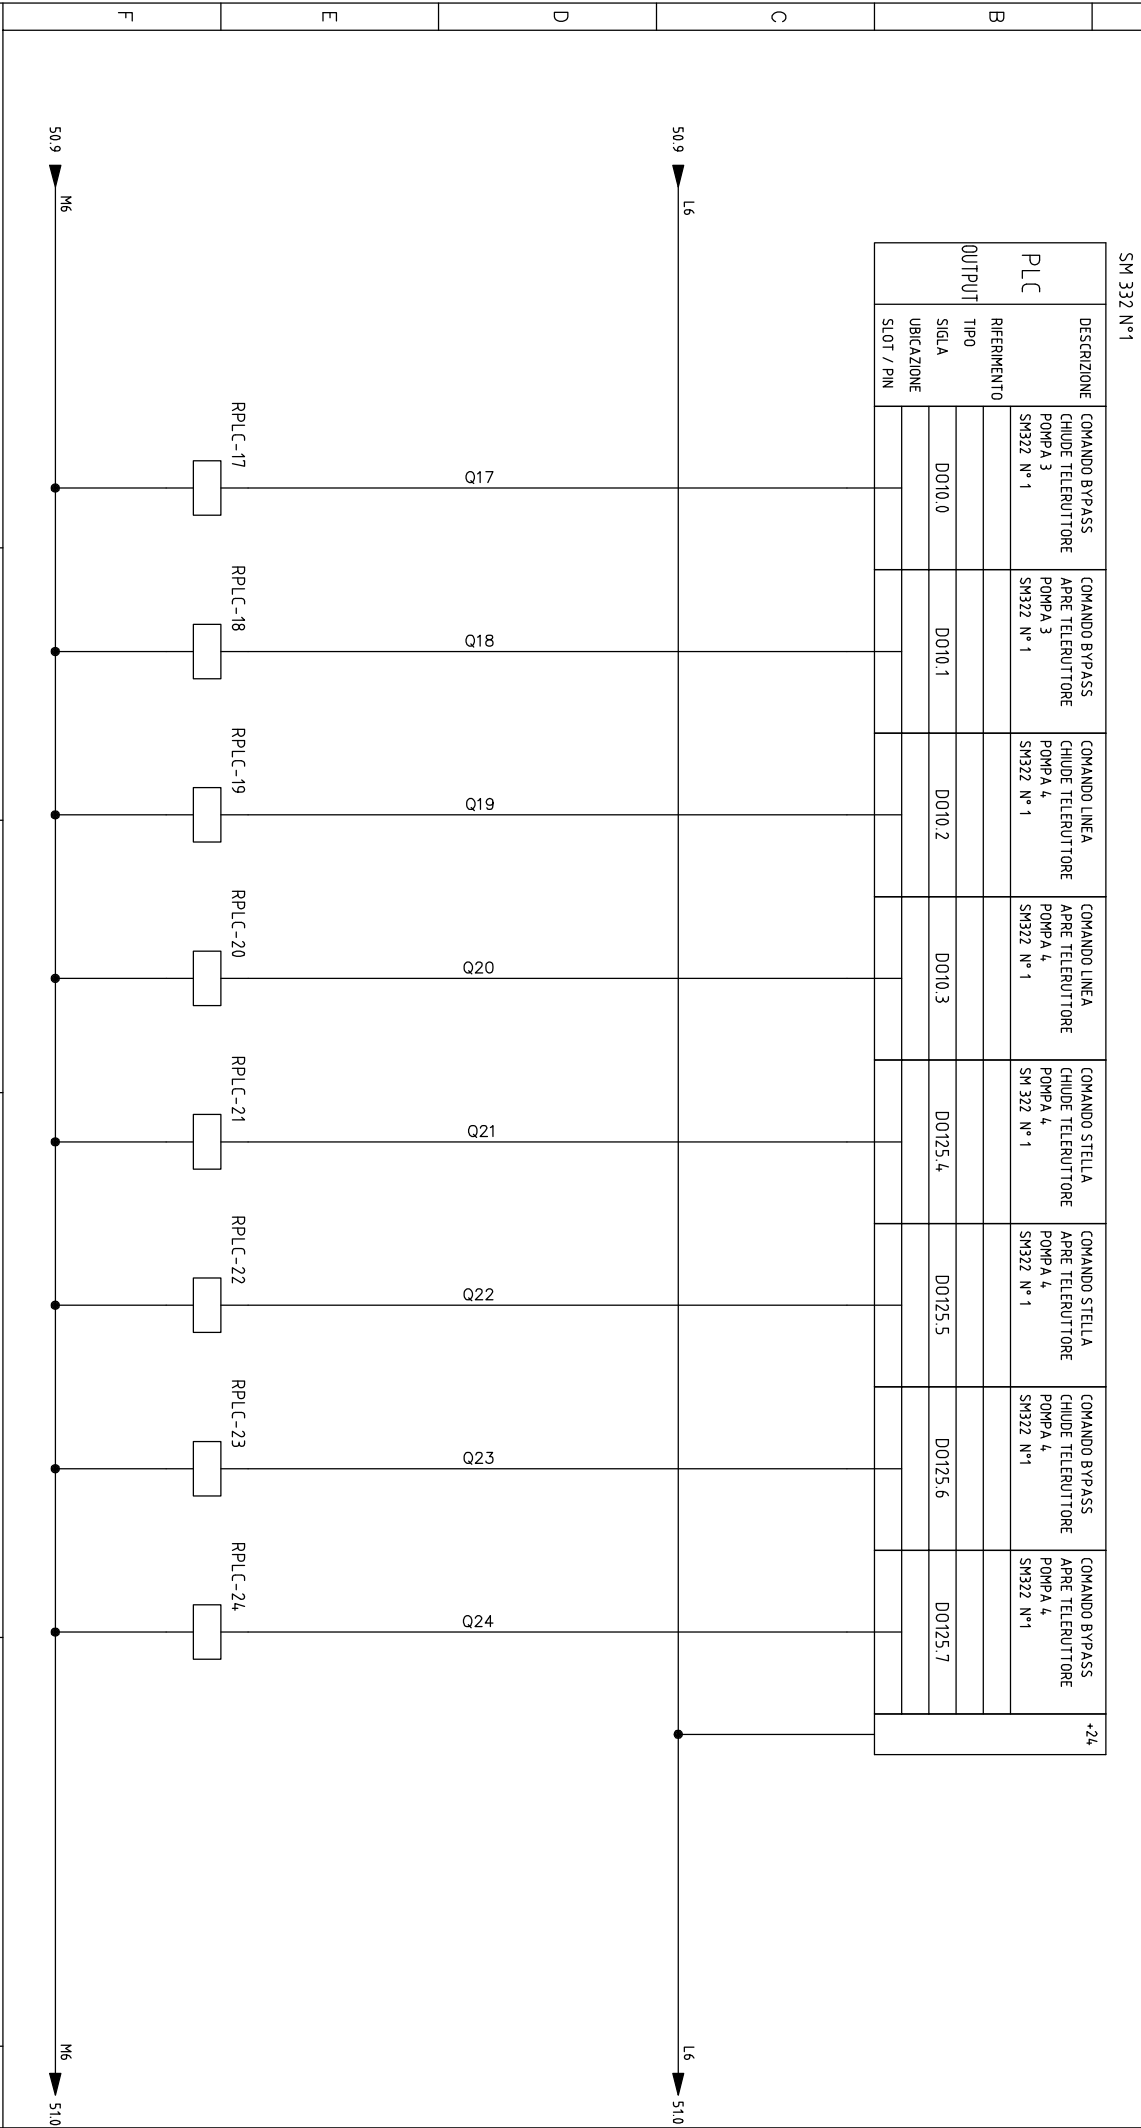 SM 332 N°1
PLC
OUTPUT
DESCRIZIONE
RIFERIMENTO
TIPO
SIGLA
UBICAZIONE
SLOT / PIN
COMANDO BYPASS
CHIUDE TELERUTTORE
POMPA 3
SM322 N° 1
DO10.0
COMANDO BYPASS
APRE TELERUTTORE
POMPA 3
SM322 N° 1
DO10.1
COMANDO LINEA
CHIUDE TELERUTTORE
POMPA 4
SM322 N° 1
DO10.2
COMANDO LINEA
APRE TELERUTTORE
POMPA 4
SM322 N° 1
DO10.3
COMANDO STELLA
CHIUDE TELERUTTORE
POMPA 4
SM 322 N° 1
DO125.4
COMANDO STELLA
APRE TELERUTTORE
POMPA 4
SM322 N° 1
DO125.5
COMANDO BYPASS
CHIUDE TELERUTTORE
POMPA 4
SM322 N°1
DO125.6
COMANDO BYPASS
APRE TELERUTTORE
POMPA 4
SM322 N°1
DO125.7
+24
B
C
D
E
F
50.9
L6
L6
51.0
Q17
Q18
Q19
Q20
Q21
Q22
Q23
Q24
RPLC-17
RPLC-18
RPLC-19
RPLC-20
RPLC-21
RPLC-22
RPLC-23
RPLC-24
50.9
M6
M6
51.0